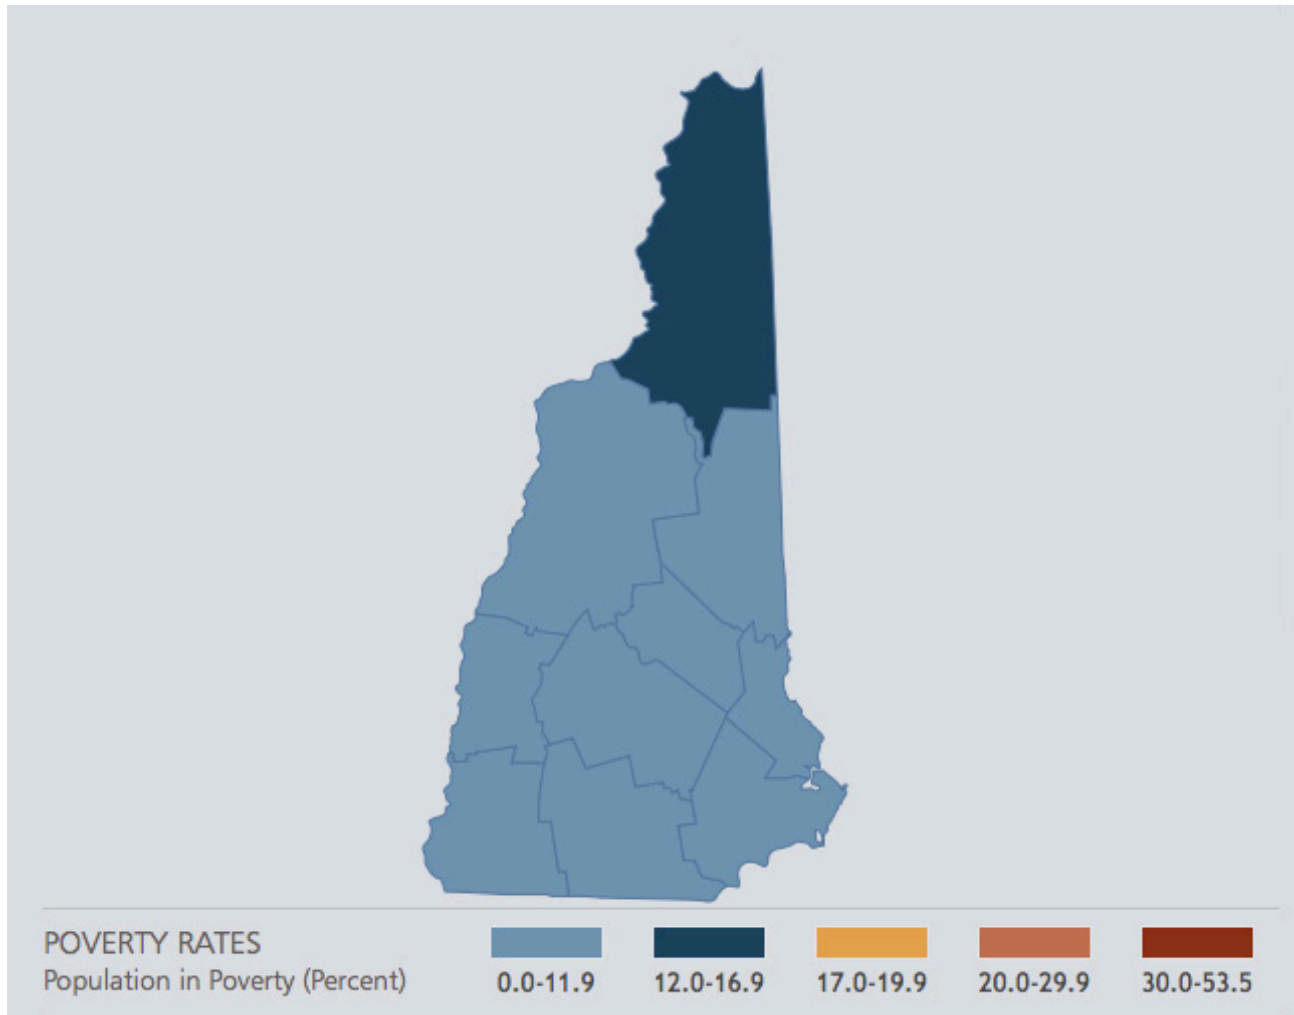 POVERTY RATES
Population in Poverty (Percent)
0.0-11.9
12.0-16.9
17.0-19.9
20.0-29.9
30.0-53.5